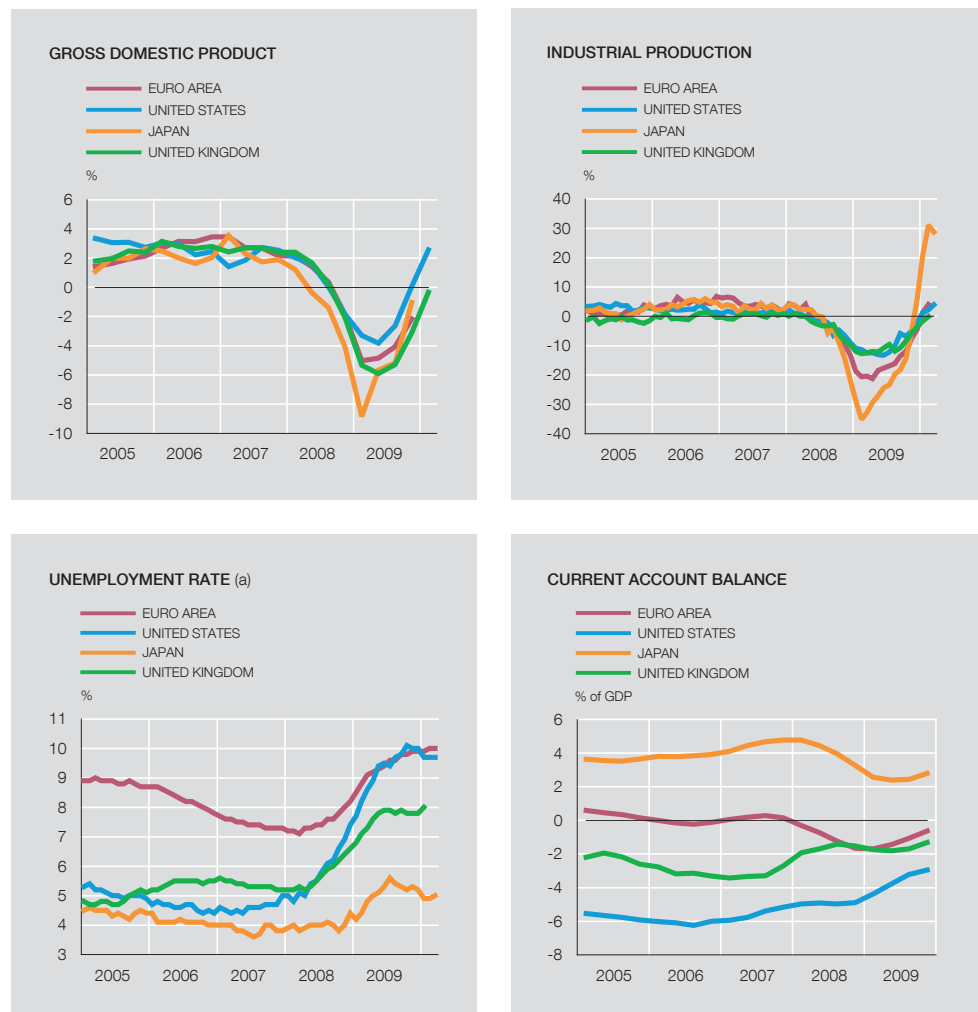 GROSS DOMESTIC PRODUCT
EURO AREA
UNITED STATES
JAPAN
UNITED KINGDOM
%
6
4
2
0
-2
-4
-6
-8
-10
2005 2006 2007 2008 2009
INDUSTRIAL PRODUCTION
EURO AREA
UNITED STATES
JAPAN
UNITED KINGDOM
%
40
30
20
10
0
-10
-20
-30
-40
2005 2006 2007 2008 2009
UNEMPLOYMENT RATE (a)
EURO AREA
UNITED STATES
JAPAN
UNITED KINGDOM
%
11
10
9
8
7
6
5
4
3
2005 2006 2007 2008 2009
CURRENT ACCOUNT BALANCE
EURO AREA
UNITED STATES
JAPAN
UNITED KINGDOM
% of GDP
6
4
2
0
-2
-4
-6
-8
2005 2006 2007 2008 2009